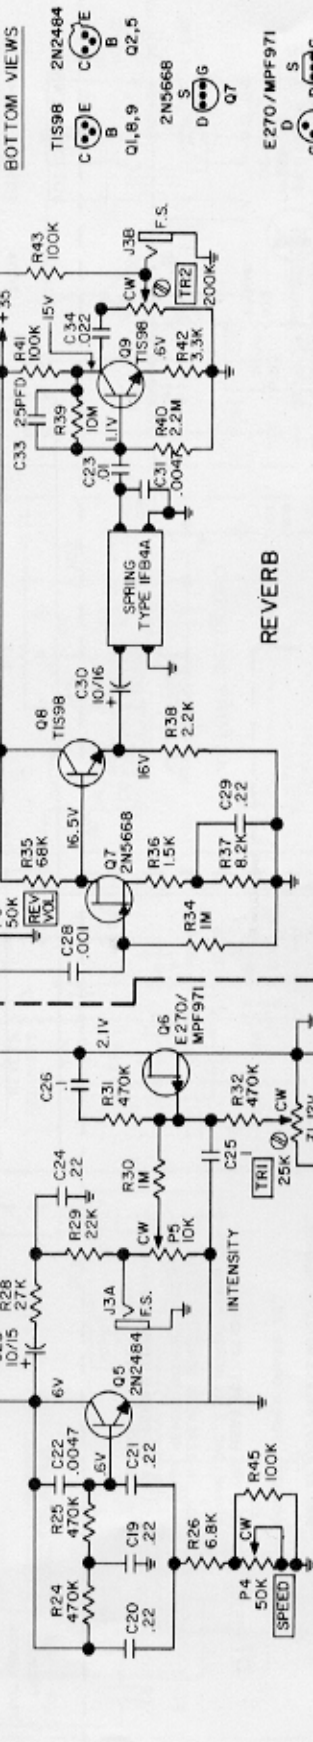 BOTTOM VIEWS
TIS98
C
E
B
Q1,8,9
2N2484
C
E
B
Q2,5
2N5668
S
D
G
Q7
E270/MPF971
D
S
R43
100K
J3B
F.S.
CW
TR2
200K
+35
R41
100K
15V
C34
.022
Q9
TIS98
.6V
R42
3.3K
C33
25PFD
R39
10M
1.1V
R40
2.2M
C23
.01
C31
.0047
SPRING
TYPE 1FB4A
REVERB
C30
10/16
+
Q8
TIS98
16V
R38
2.2K
16.5V
R35
68K
Q7
2N5668
R36
1.5K
C29
.22
R37
8.2K
50K
REV
VOL
C28
.001
R34
1M
2.1V
Q6
E270/
MPF971
C26
.1
R31
470K
R32
470K
CW
C24
.22
R30
1M
C25
.1
TR1
25K
R29
22K
CW
P5
10K
INTENSITY
R28
27K
10/15
+
J3A
F.S.
6V
Q5
2N2484
C22
.0047
.6V
C21
.22
R25
470K
C19
.22
R26
6.8K
R45
100K
R24
470K
C20
.22
CW
P4
50K
SPEED